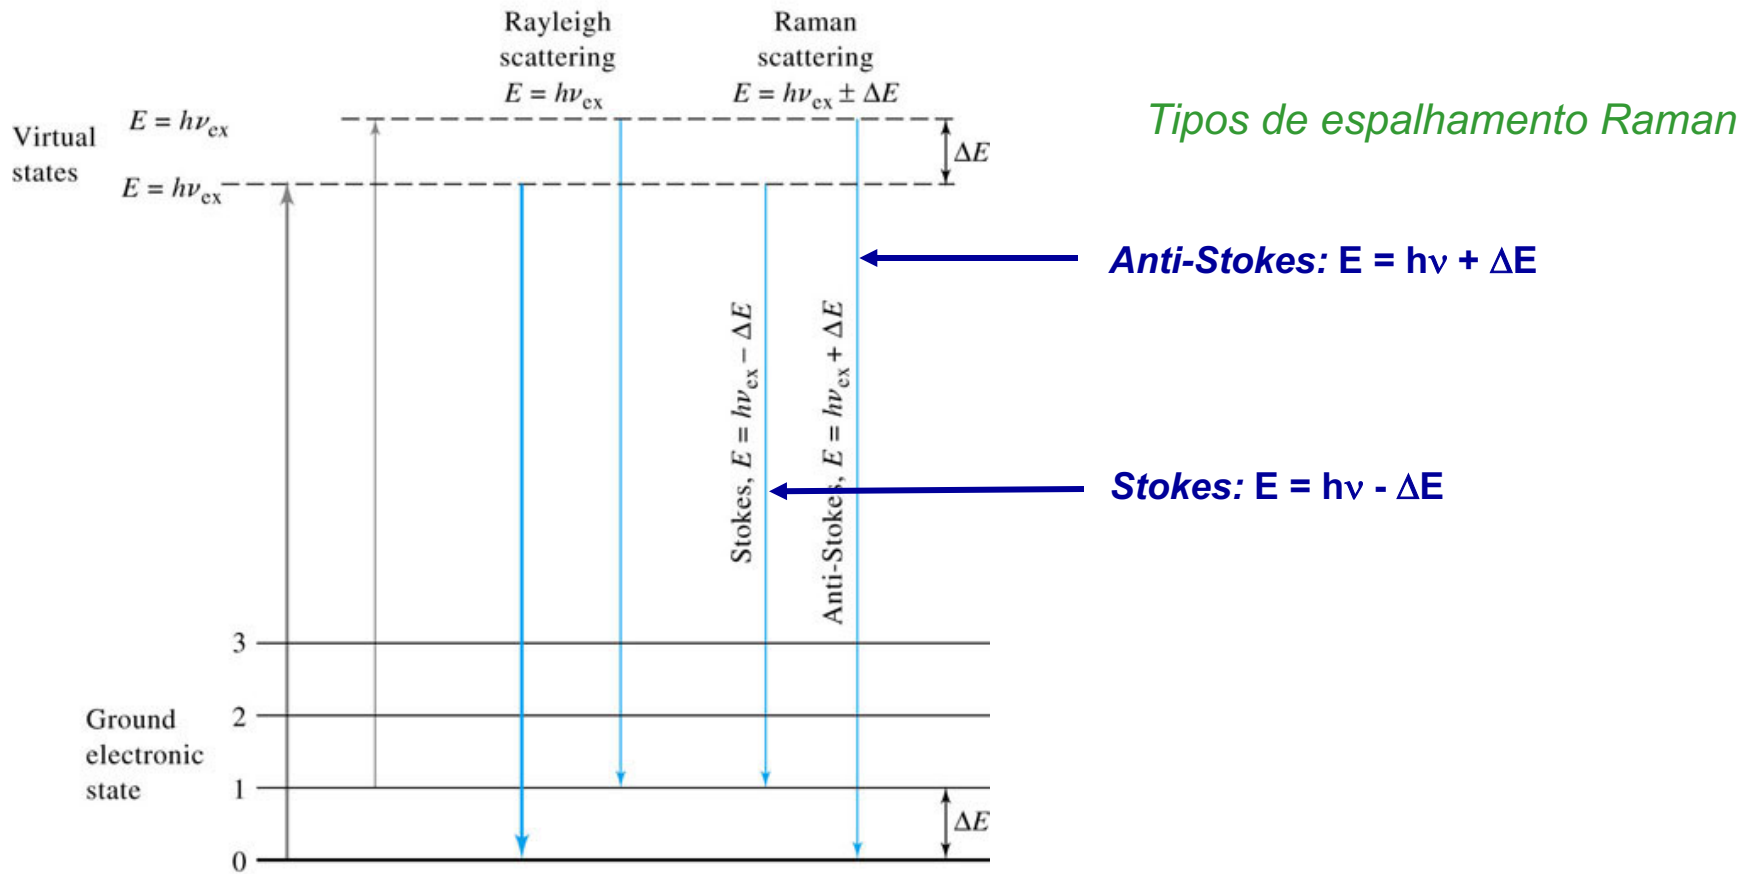 Rayleigh
scattering
E = hνex
Raman
scattering
E = hνex ± ΔE
Tipos de espalhamento Raman
Virtual
states
E = hνex
E = hνex
ΔE
Anti-Stokes: E = hν + ΔE
Stokes, E = hνex – ΔE
Anti-Stokes, E = hνex + ΔE
Stokes: E = hν - ΔE
3
Ground
electronic
state
2
1
ΔE
0